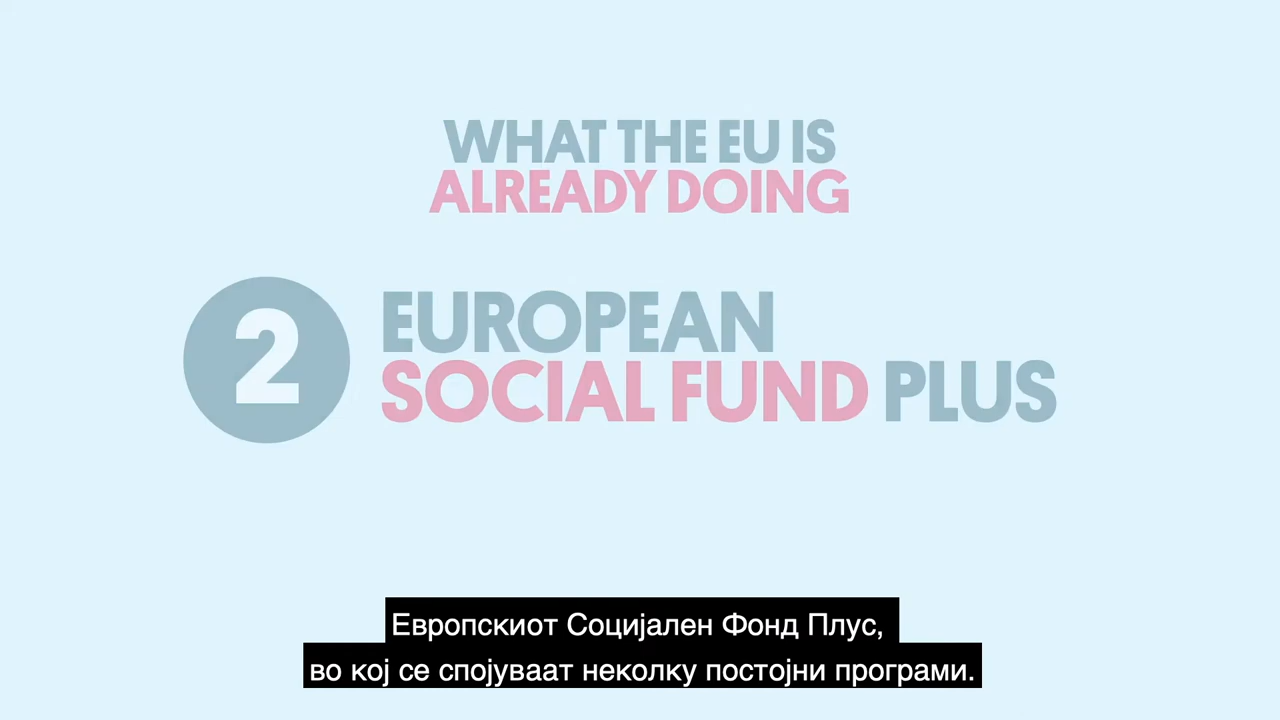 WHAT THE EU IS
ALREADY DOING
2
EUROPEAN
SOCIAL FUND PLUS
Европскиот Социјален Фонд Плус,
во кој се спојуваат неколку постојни програми.